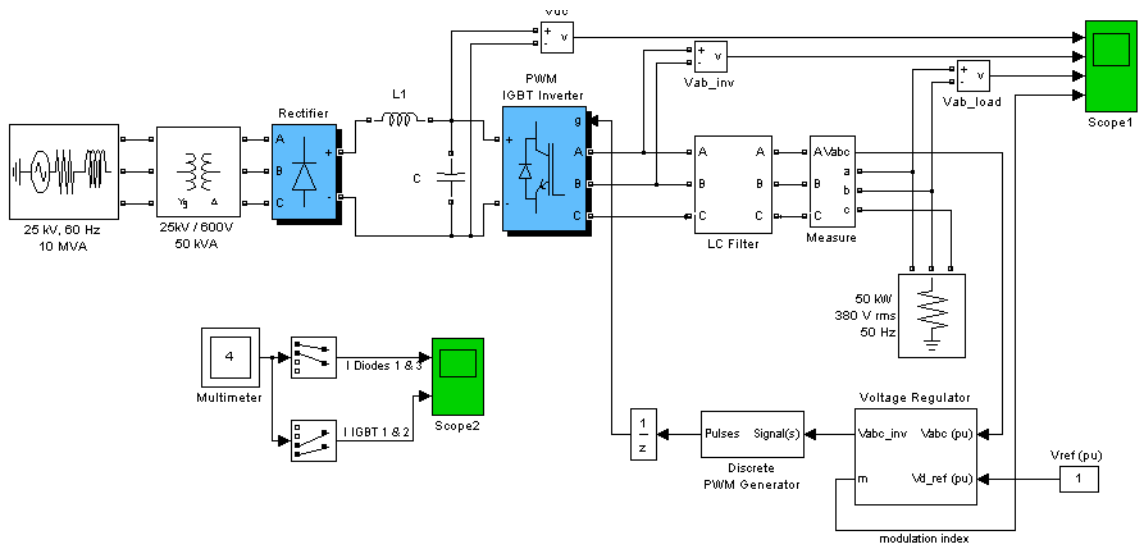 Vdc
+
-
v
+
-
v
Vab_inv
+
-
v
Vab_load
Scope1
PWM
IGBT Inverter
L1
Rectifier
A
B
C
+
-
C
+
-
g
A
B
C
A
B
C
A
B
C
LC Filter
A
B
C
Vabc
a
b
c
Measure
Yg
Δ
25 kV, 60 Hz
10 MVA
25kV / 600V
50 kVA
50 kW
380 V rms
50 Hz
4
Multimeter
I Diodes 1 & 3
I IGBT 1 & 2
Scope2
1
z
Pulses
Signal(s)
Discrete
PWM Generator
Voltage Regulator
Vabc_inv
Vabc (pu)
m
Vd_ref (pu)
Vref (pu)
1
modulation index